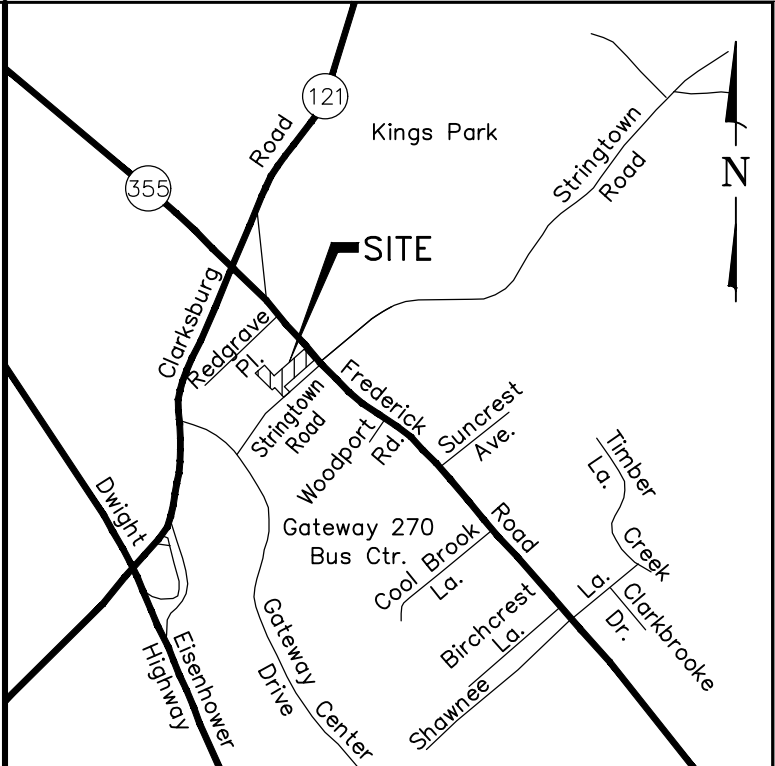 121
Road
Kings Park
355
Stringtown
Road
N
SITE
Clarksburg
Redgrave
Pl.
Frederick
Stringtown
Road
Woodport
Rd.
Suncrest
Ave.
Timber
La.
Dwight
Gateway 270
Bus Ctr.
Road
Creek
Cool Brook
La.
La.
Birchcrest
La.
Clarkbrooke
Dr.
Gateway Center
Drive
Eisenhower
Highway
Shawnee